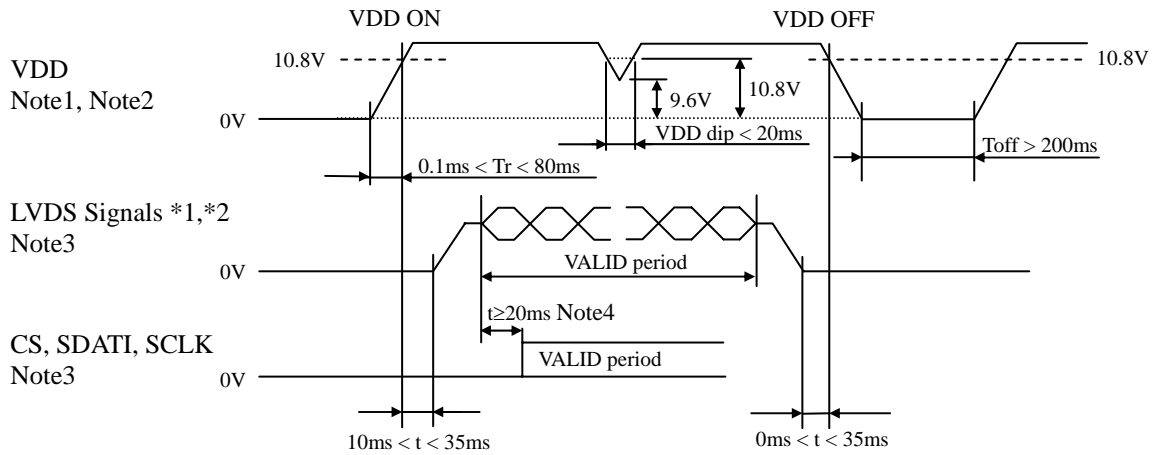 VDD ON
VDD OFF
10.8V
10.8V
VDD
Note1, Note2
10.8V
9.6V
0V
VDD dip < 20ms
Toff > 200ms
0.1ms < Tr < 80ms
LVDS Signals *1,*2
Note3
0V
VALID period
t≥20ms Note4
CS, SDATI, SCLK
Note3
VALID period
0V
10ms < t < 35ms
0ms < t < 35ms